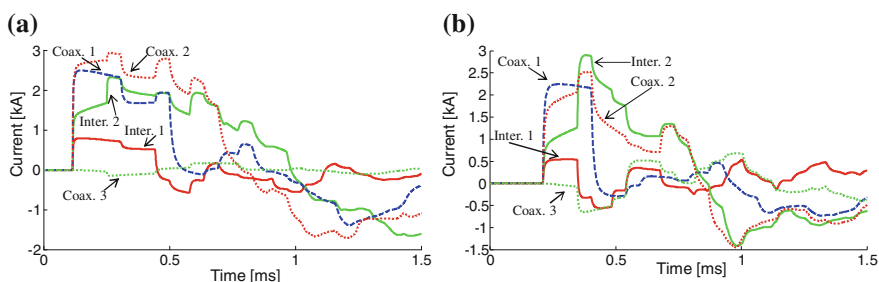 (a)
3
2
1
0
-1
-2
Current [kA]
0
0.5
1
1.5
Time [ms]
Coax. 1
Coax. 2
Inter. 2
Inter. 1
Coax. 3
(b)
3
2.5
2
1.5
1
0.5
0
-0.5
-1
-1.5
Current [kA]
0
0.5
1
1.5
Time [ms]
Coax. 1
Inter. 2
Coax. 2
Inter. 1
Coax. 3